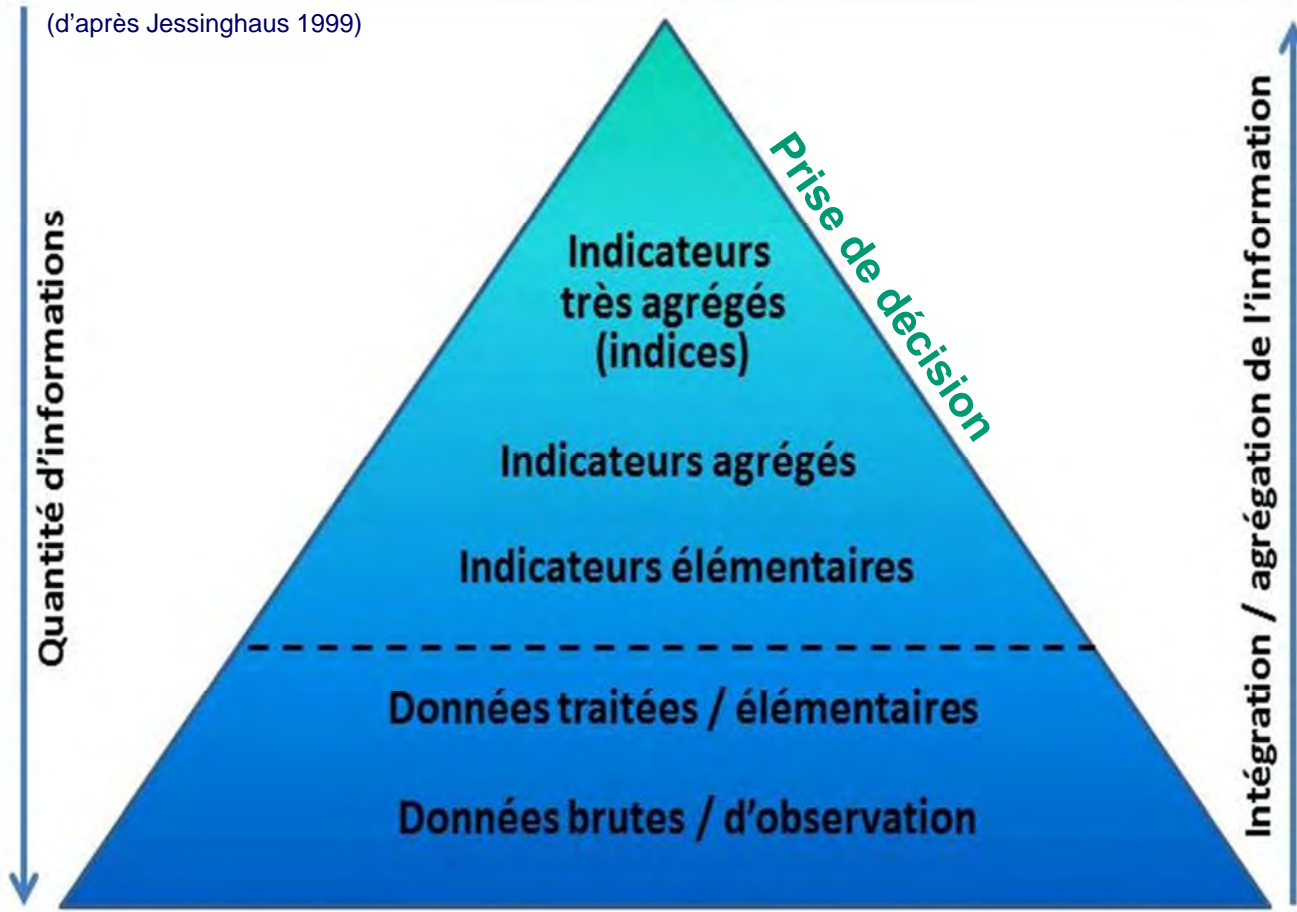 (d'après Jessinghaus 1999)
Quantité d'informations
Prise de décision
Intégration / agrégation de l'information
Indicateurs
très agrégés
(indices)
Indicateurs agrégés
Indicateurs élémentaires
Données traitées / élémentaires
Données brutes / d'observation